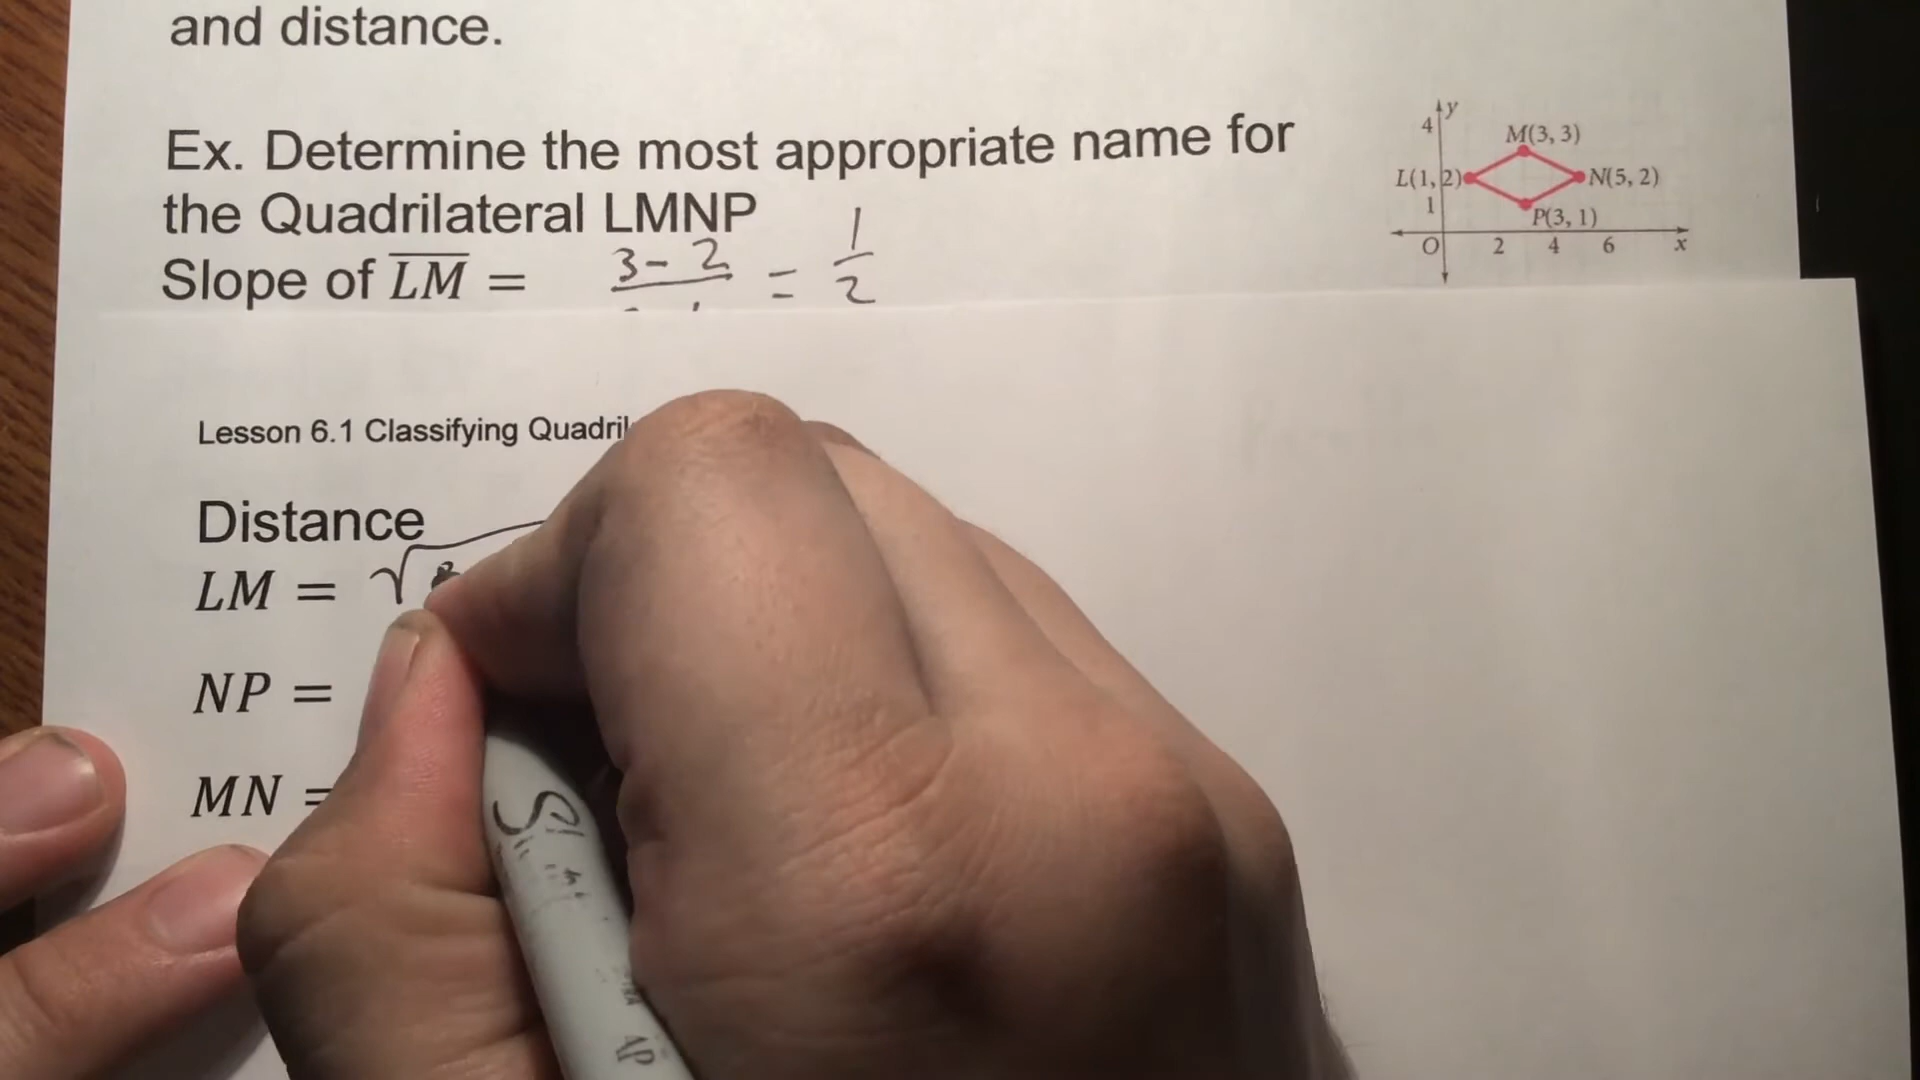 and distance.
Ex. Determine the most appropriate name for
the Quadrilateral LMNP
Slope of LM = 3 - 2 = 1/2
y
4
M(3, 3)
L(1, 2)
N(5, 2)
1
P(3, 1)
O 2 4 6 x
Lesson 6.1 Classifying
Distance
LM = √
NP =
MN =